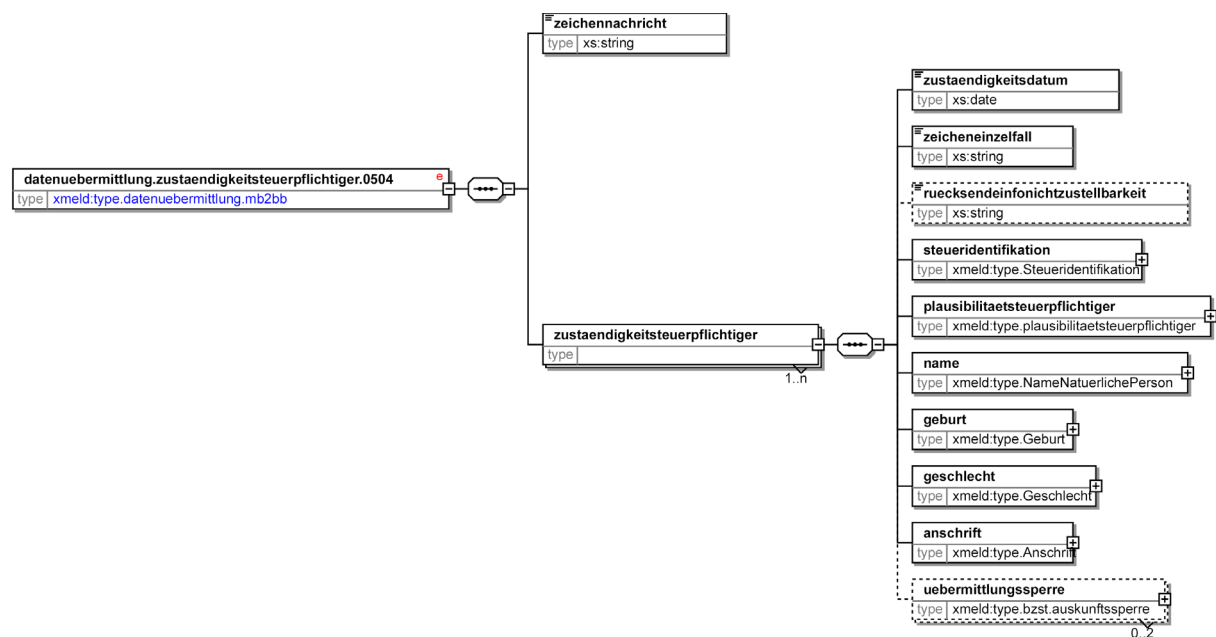 zeichennachricht
type xs:string
zustaendigkeitsdatum
type xs:date
zeicheneinzelfall
type xs:string
datenuebermittlung.zustaendigkeitsteuerpflichtiger.0504 e
type xmeld:type.datenuebermittlung.mb2bb
ruecksendeinfonichtzustellbarkeit
type xs:string
steueridentifikation
type xmeld:type.Steueridentifikation
plausibilitaetsteuerpflichtiger
type xmeld:type.plausibilitaetsteuerpflichtiger
zustaendigkeitsteuerpflichtiger
type
1..n
name
type xmeld:type.NameNatuerlichePerson
geburt
type xmeld:type.Geburt
geschlecht
type xmeld:type.Geschlecht
anschrift
type xmeld:type.Anschrift
uebermittlungssperre
type xmeld:type.bzst.auskunftssperre
0..2